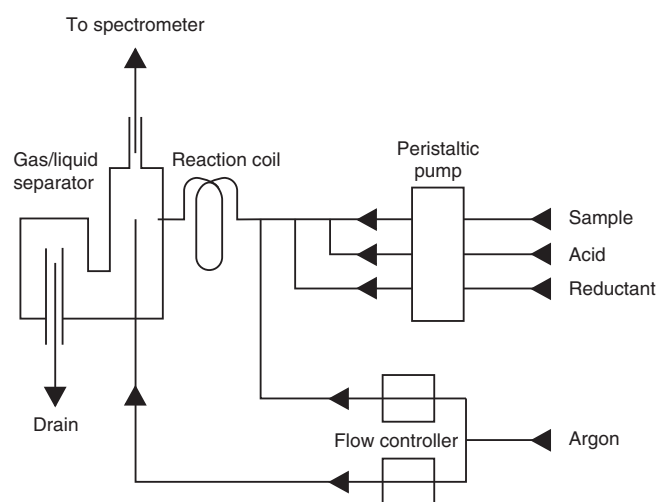 To spectrometer
Gas/liquid
separator
Reaction coil
Peristaltic
pump
Sample
Acid
Reductant
Drain
Flow controller
Argon